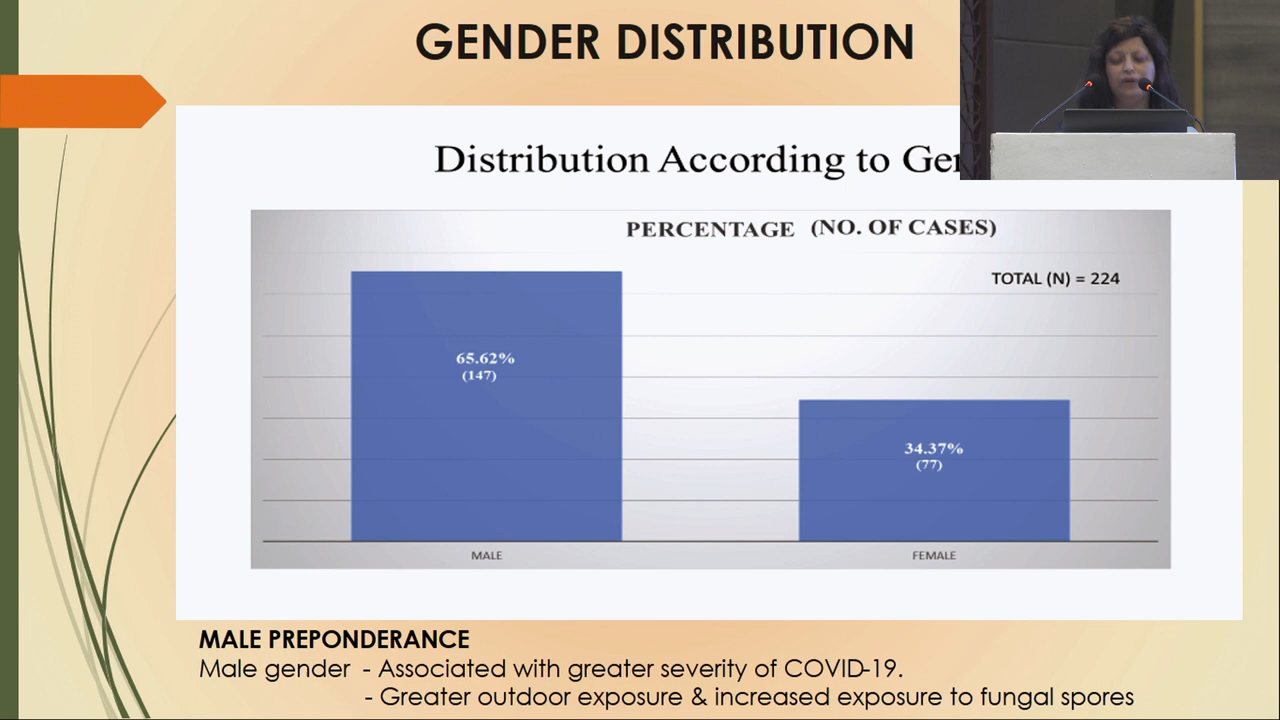 GENDER DISTRIBUTION
Distribution According to
PERCENTAGE (NO. OF CASES)
TOTAL (N) = 224
65.62%
(147)
34.37%
(77)
MALE
FEMALE
MALE PREPONDERANCE
Male gender - Associated with greater severity of COVID-19.
- Greater outdoor exposure & increased exposure to fungal spores